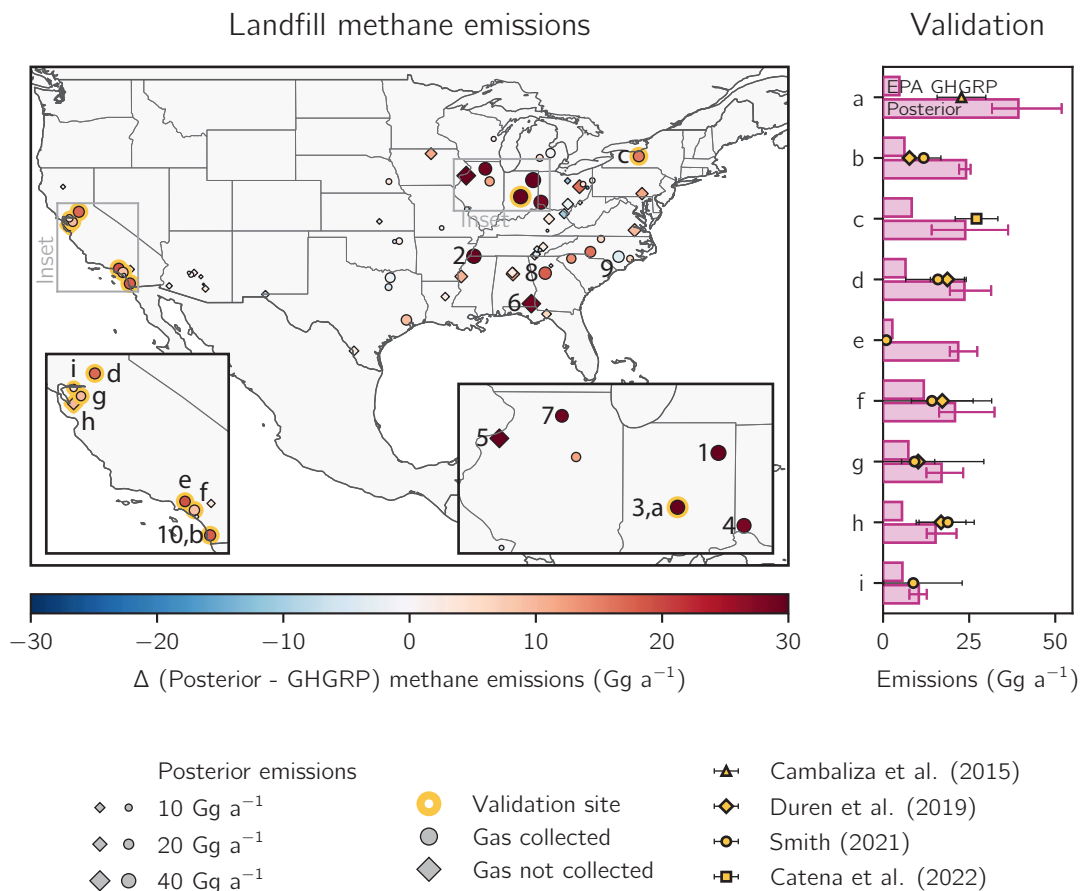 Landfill methane emissions
Validation
Inset
Inset
c
2
8
9
6
i
d
g
h
e
f
10,b
7
5
1
3,a
4
−30
−20
−10
0
10
20
30
Δ (Posterior - GHGRP) methane emissions (Gg a⁻¹)
a
b
c
d
e
f
g
h
i
EPA GHGRP
Posterior
0
25
50
Emissions (Gg a⁻¹)
Posterior emissions
10 Gg a⁻¹
20 Gg a⁻¹
40 Gg a⁻¹
Validation site
Gas collected
Gas not collected
Cambaliza et al. (2015)
Duren et al. (2019)
Smith (2021)
Catena et al. (2022)